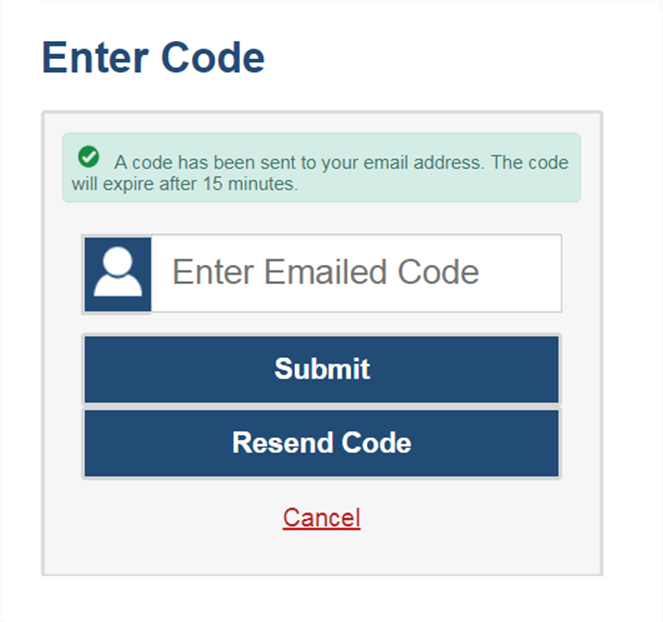 Enter Code
A code has been sent to your email address. The code
will expire after 15 minutes.
Enter Emailed Code
Submit
Resend Code
Cancel